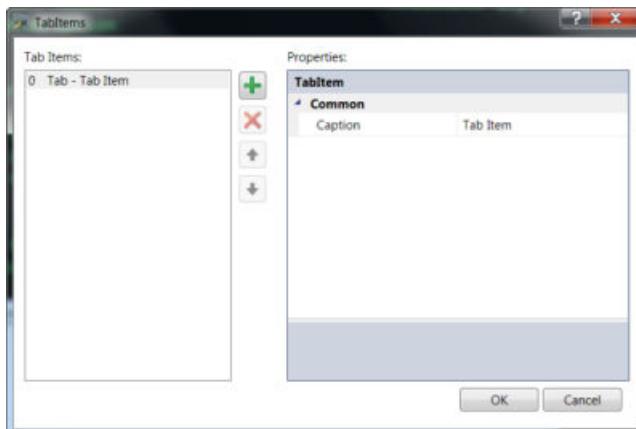 TabItems
Tab Items:
0 Tab - Tab Item
Properties:
TabItem
Common
Caption Tab Item
OK
Cancel